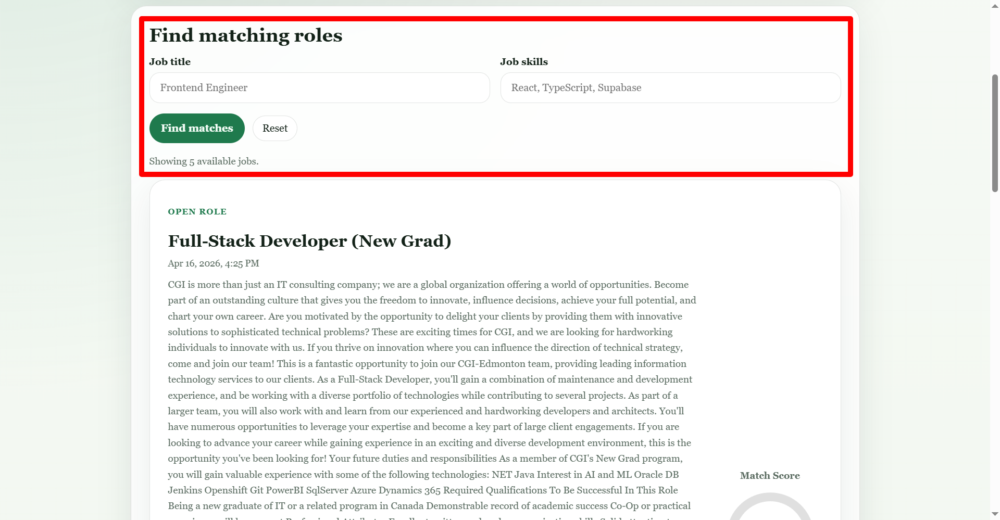 Find matching roles
Job title
Job skills
Frontend Engineer
React, TypeScript, Supabase
Find matches
Reset
Showing 5 available jobs.
OPEN ROLE
Full-Stack Developer (New Grad)
Apr 16, 2026, 4:25 PM
CGI is more than just an IT consulting company; we are a global organization offering a world of opportunities. Become
part of an outstanding culture that gives you the freedom to innovate, influence decisions, achieve your full potential, and
chart your own career. Are you motivated by the opportunity to delight your clients by providing them with innovative
solutions to sophisticated technical problems? These are exciting times for CGI, and we are looking for hardworking
individuals to innovate with us. If you thrive on innovation where you can influence the direction of technical strategy,
come and join our team! This is a fantastic opportunity to join our CGI-Edmonton team, providing leading information
technology services to our clients. As a Full-Stack Developer, you'll gain a combination of maintenance and development
experience, and be working with a diverse portfolio of technologies while contributing to several projects. As part of a
larger team, you will also work with and learn from our experienced and hardworking developers and architects. You'll
have numerous opportunities to leverage your expertise and become a key part of large client engagements. If you are
looking to advance your career while gaining experience in an exciting and diverse development environment, this is the
opportunity you've been looking for! Your future duties and responsibilities As a member of CGI's New Grad program,
you will gain valuable experience with some of the following technologies: NET Java Interest in AI and ML Oracle DB
Jenkins Openshift Git PowerBI SqlServer Azure Dynamics 365 Required Qualifications To Be Successful In This Role
Being a new graduate of IT or a related program in Canada Demonstrable record of academic success Co-Op or practical
Match Score